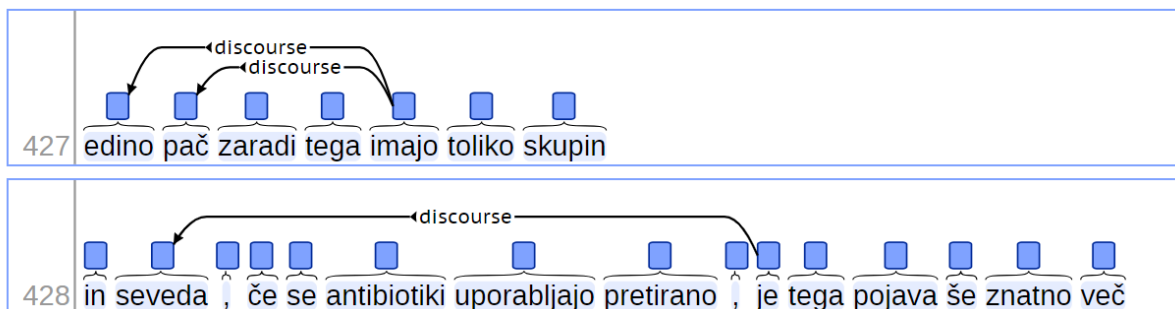 discourse
discourse
427 edino pač zaradi tega imajo toliko skupin
discourse
428 in seveda , če se antibiotiki uporabljajo pretirano , je tega pojava še znatno več